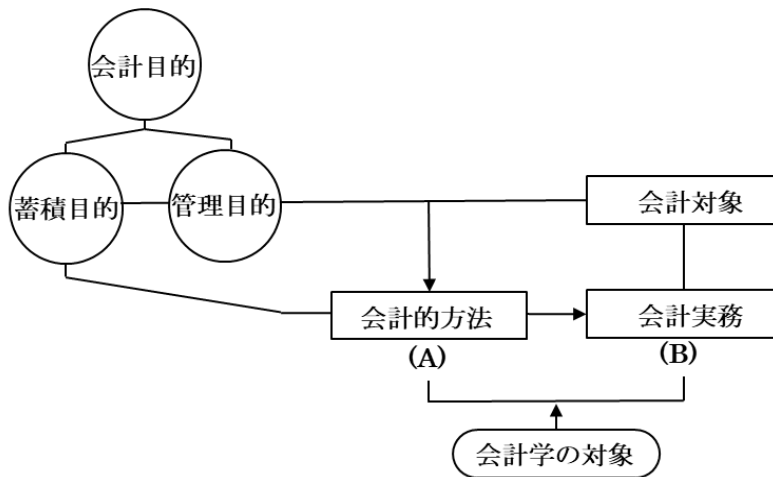 会計目的
蓄積目的
管理目的
会計対象
会計的方法
会計実務
(A)
(B)
会計学の対象